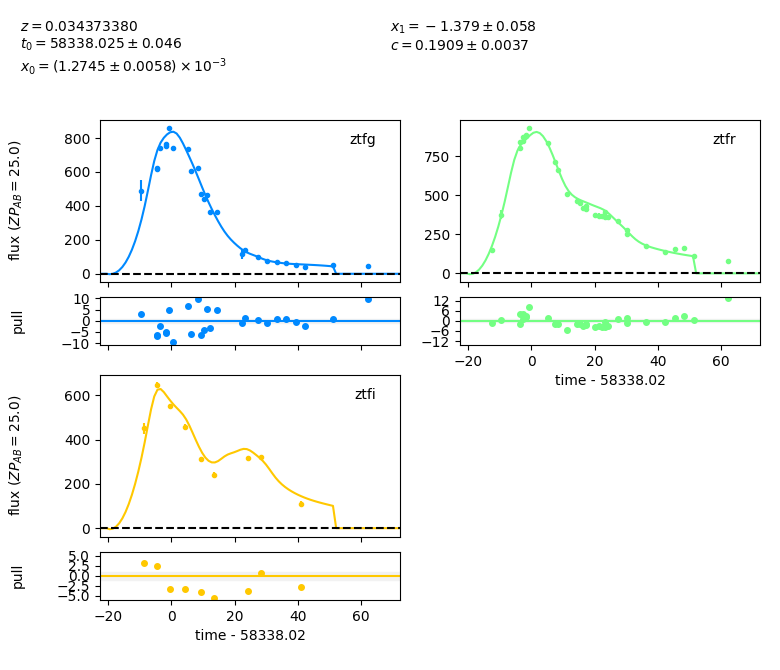 z = 0.034373380
t₀ = 58338.025 ± 0.046
x₀ = (1.2745 ± 0.0058) × 10⁻³
x₁ = −1.379 ± 0.058
c = 0.1909 ± 0.0037
flux (ZP_AB = 25.0)
800
600
400
200
0
ztfg
750
500
250
0
ztfr
pull
10
5
0
−5
−10
12
6
0
−6
−12
−20 0 20 40 60
time - 58338.02
flux (ZP_AB = 25.0)
600
400
200
0
ztfi
pull
5.0
2.5
0.0
−2.5
−5.0
−20 0 20 40 60
time - 58338.02